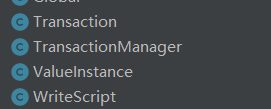 Transaction
TransactionManager
ValueInstance
WriteScript